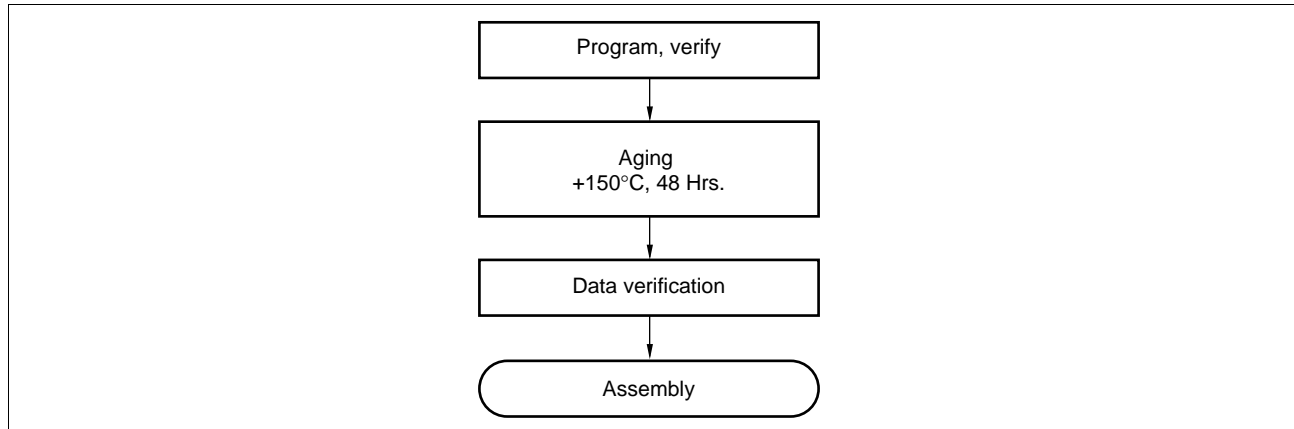 Program, verify
Aging
+150°C, 48 Hrs.
Data verification
Assembly